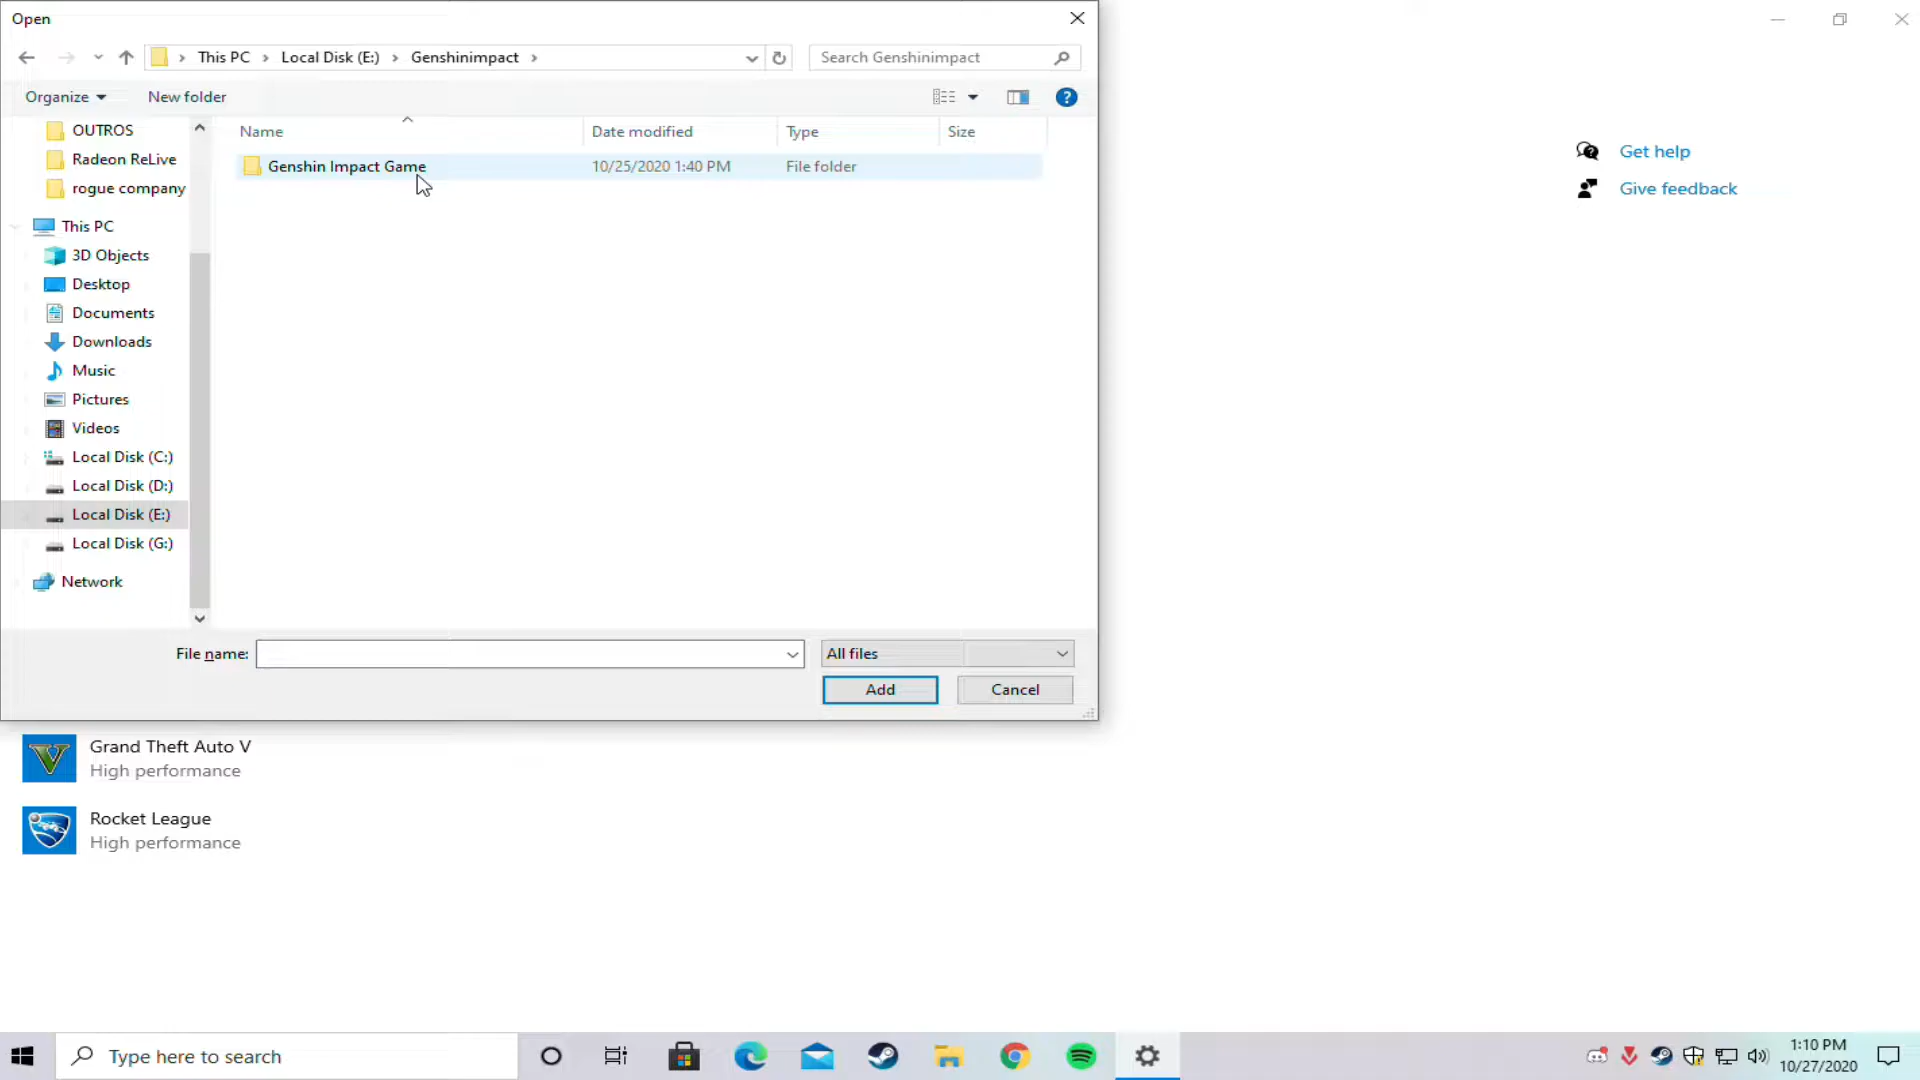 Open
This PC
Local Disk (E:)
Genshinimpact
Search Genshinimpact
Organize
New folder
Name
Date modified
Type
Size
OUTROS
Radeon ReLive
rogue company
Genshin Impact Game
10/25/2020 1:40 PM
File folder
This PC
3D Objects
Desktop
Documents
Downloads
Music
Pictures
Videos
Local Disk (C:)
Local Disk (D:)
Local Disk (E:)
Local Disk (G:)
Network
File name:
All files
Add
Cancel
Get help
Give feedback
Grand Theft Auto V
High performance
Rocket League
High performance
Type here to search
1:10 PM
10/27/2020